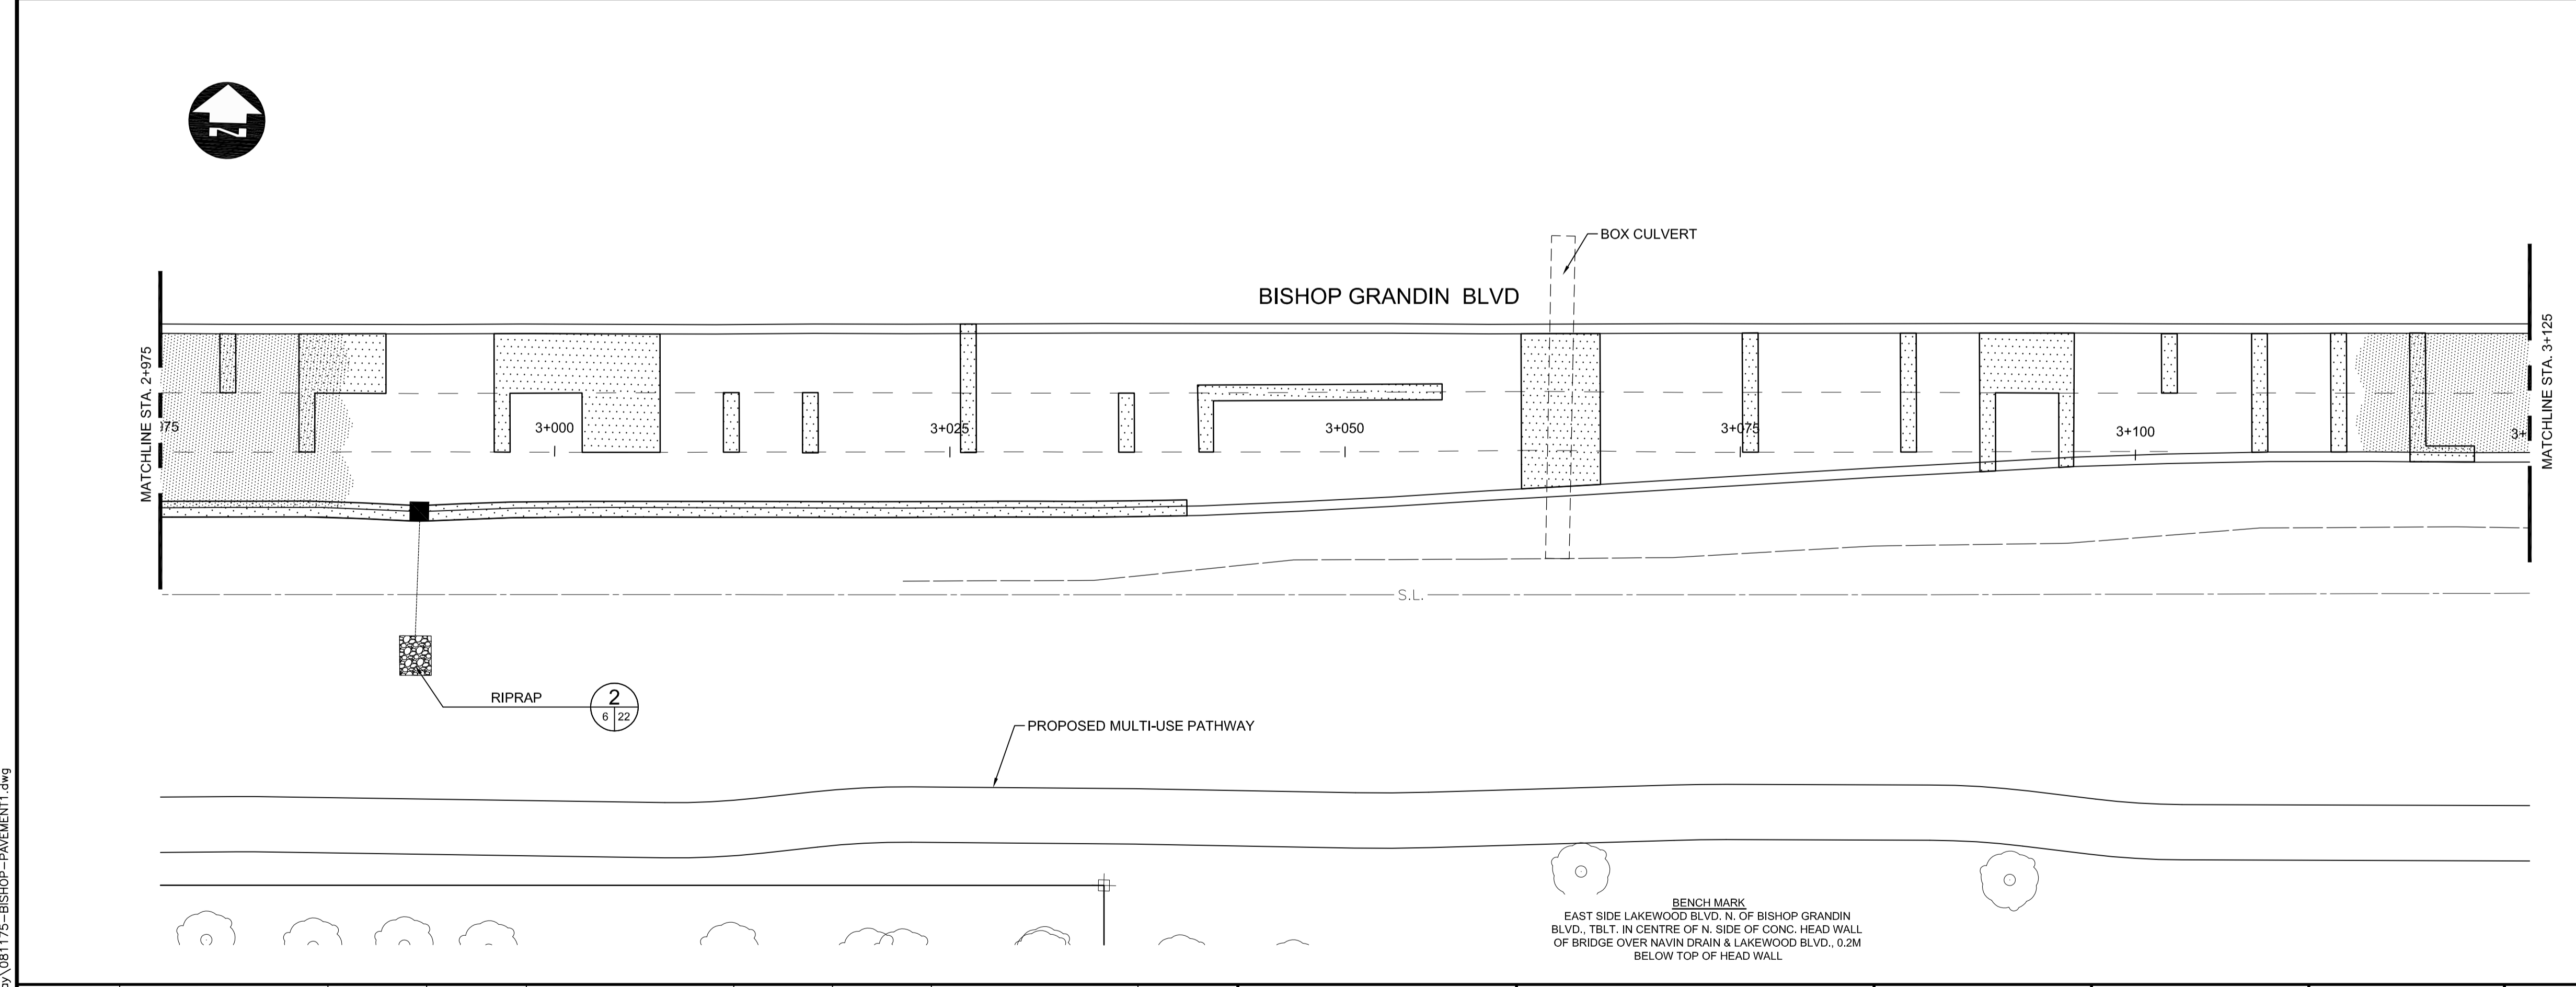 N
BOX CULVERT
BISHOP GRANDIN BLVD
MATCHLINE STA. 2+975
MATCHLINE STA. 3+125
3+000
3+025
3+050
3+075
3+100
3+
975
S.L.
RIPRAP
2
6 22
PROPOSED MULTI-USE PATHWAY
BENCH MARK
EAST SIDE LAKEWOOD BLVD. N. OF BISHOP GRANDIN
BLVD., TBLT. IN CENTRE OF N. SIDE OF CONC. HEAD WALL
OF BRIDGE OVER NAVIN DRAIN & LAKEWOOD BLVD., 0.2M
BELOW TOP OF HEAD WALL
by\081175-BISHOP-PAVEMENT1.dwg